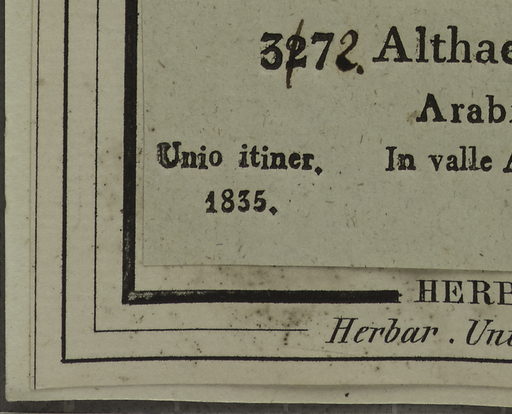 3272. Althae
Arabi
Unio itiner. In valle A
1835.
HERB
Herbar. Uni